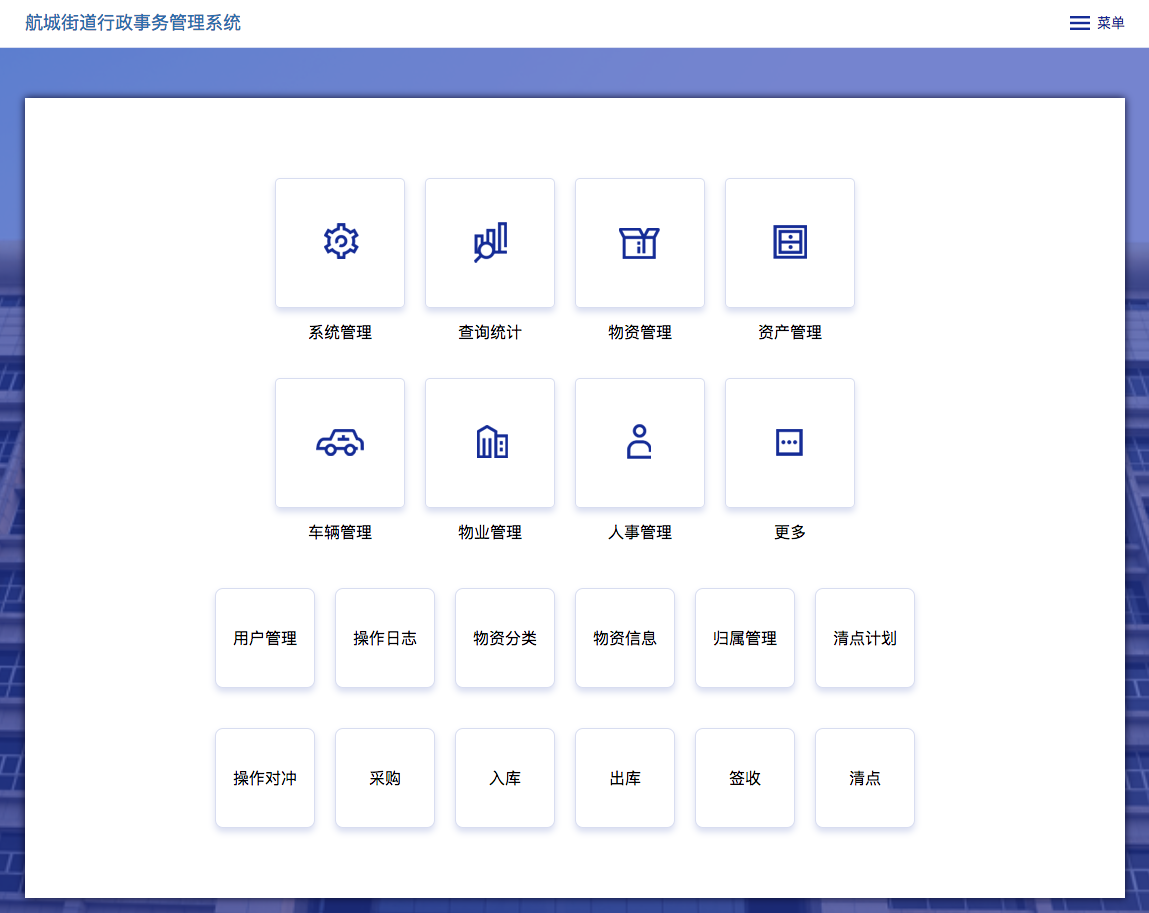 航城街道行政事务管理系统
菜单
系统管理
查询统计
物资管理
资产管理
车辆管理
物业管理
人事管理
更多
用户管理
操作日志
物资分类
物资信息
归属管理
清点计划
操作对冲
采购
入库
出库
签收
清点